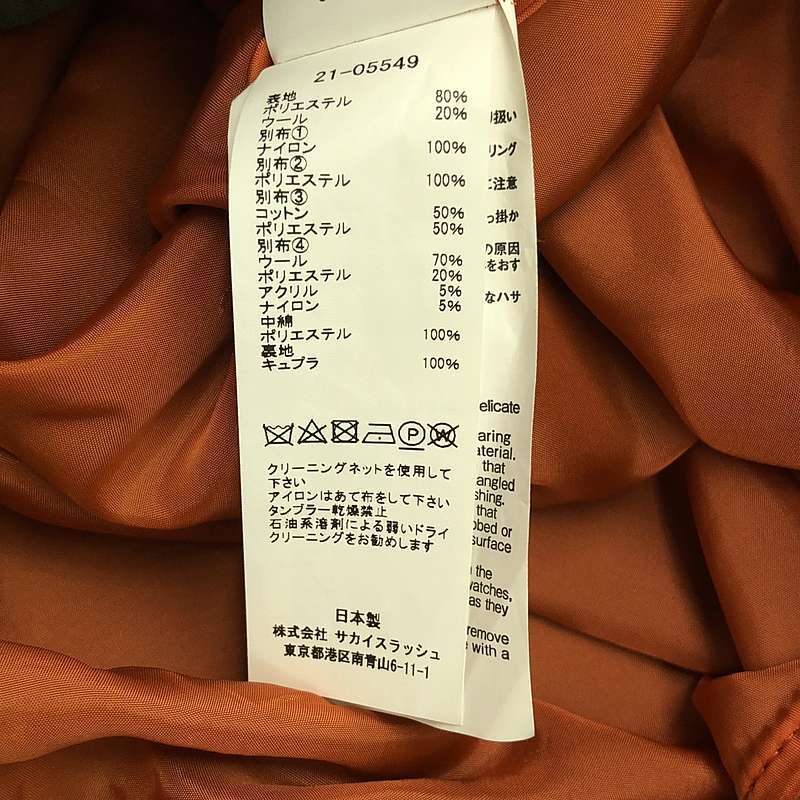 21-05549
表地
ポリエステル 80%
ウール 20%
別布①
ナイロン 100%
別布②
ポリエステル 100%
別布③
コットン 50%
ポリエステル 50%
別布④
ウール 70%
ポリエステル 20%
アクリル 5%
ナイロン 5%
中綿
ポリエステル 100%
裏地
キュプラ 100%
P
W
クリーニングネットを使用して
下さい
アイロンはあて布をして下さい
タンブラー乾燥禁止
石油系溶剤による弱いドライ
クリーニングをお勧めします
日本製
株式会社 サカイスラッシュ
東京都港区南青山6-11-1
り扱い
リング
に注意
っ掛か
の原因
をおす
なハサ
elicate
aring
aterial.
that
angled
shing.
that
bbed or
surface
the
watches,
as they
remove
with a